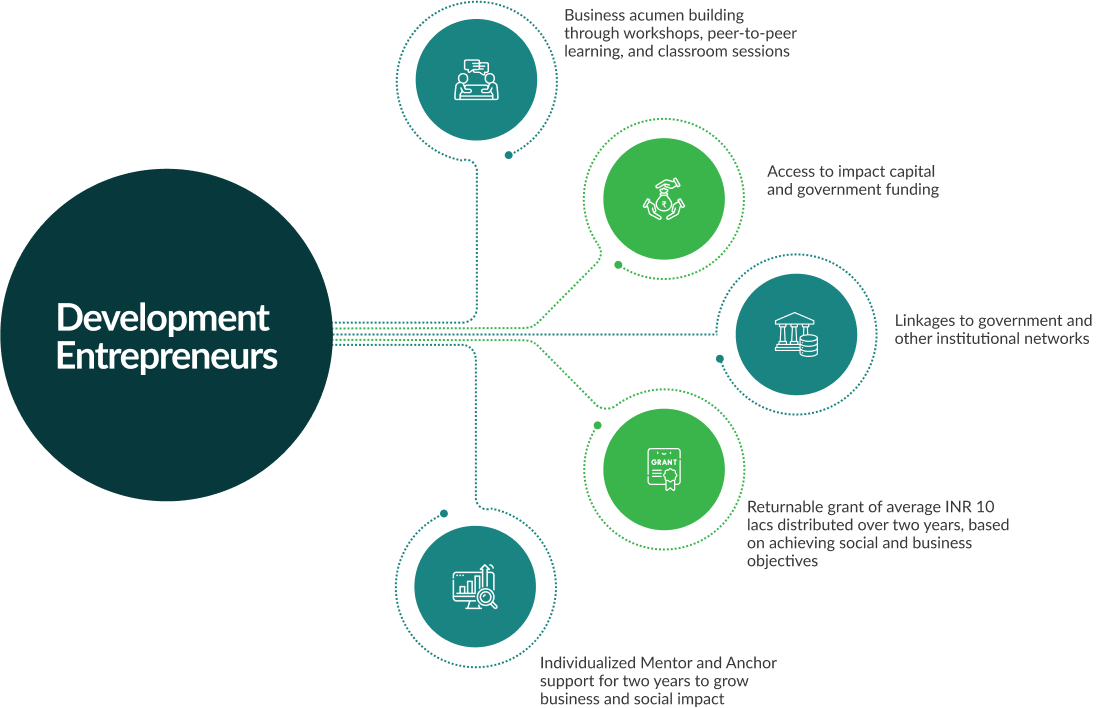 Business acumen building
through workshops, peer-to-peer
learning, and classroom sessions
Access to impact capital
and government funding
Development
Entrepreneurs
₹
Linkages to government and
other institutional networks
GRANT
Returnable grant of average INR 10
lacs distributed over two years, based
on achieving social and business
objectives
Individualized Mentor and Anchor
support for two years to grow
business and social impact